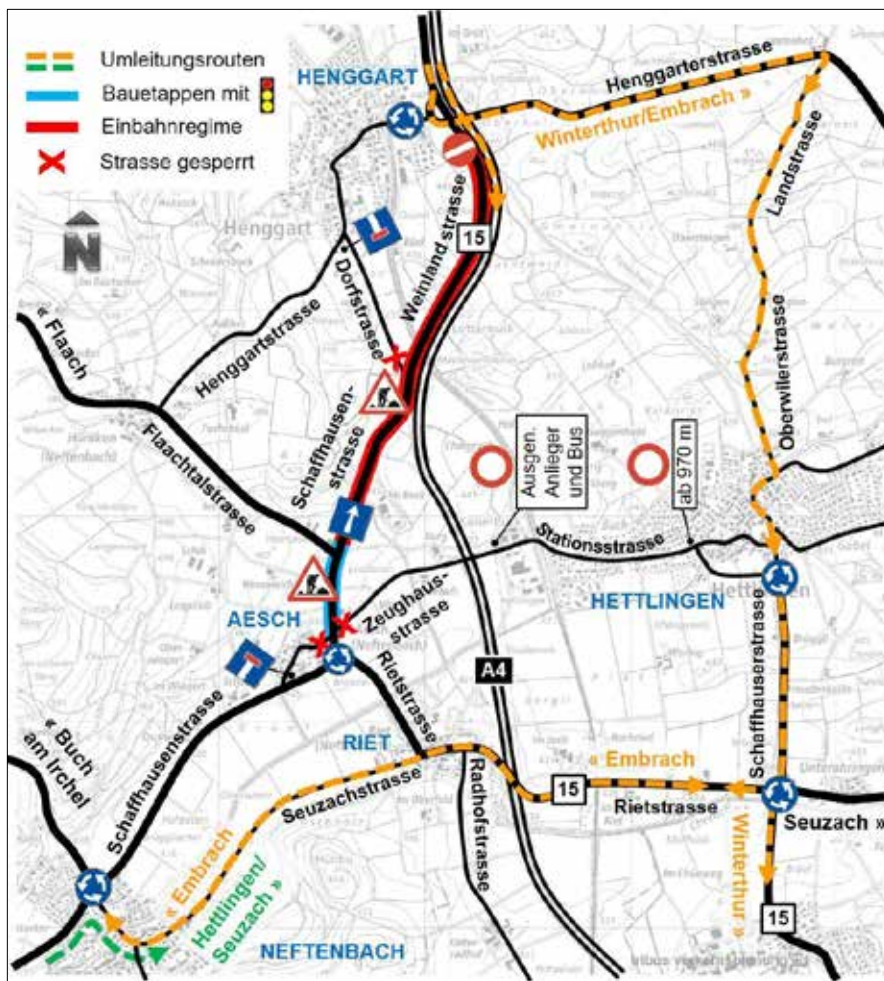 Umleitungsrouten
Bauetappen mit
Einbahnregime
Strasse gesperrt
N
HENGGART
Henggarterstrasse
Winterthur/Embrach »
Landstrasse
Henggart
15
Weinland strasse
Dorfstrasse
« Flaach
Henggartstrasse
Oberwilerstrasse
Hünikon
(Neftenbach)
Flaachtalstrasse
Schaffhausen-
strasse
Ausgen.
Anlieger
und Bus
ab 970 m
Stationsstrasse
AESCH
Zeughaus-
strasse
HETTLINGEN
A4
Rietstrasse
RIET
Schaffhauserstrasse
« Buch
am Irchel
Schaffhausenstrasse
« Embrach
Seuzachstrasse
15
Rietstrasse
Seuzach »
Radhofstrasse
« Embrach
Hettlingen/
Seuzach »
Winterthur »
15
NEFTENBACH